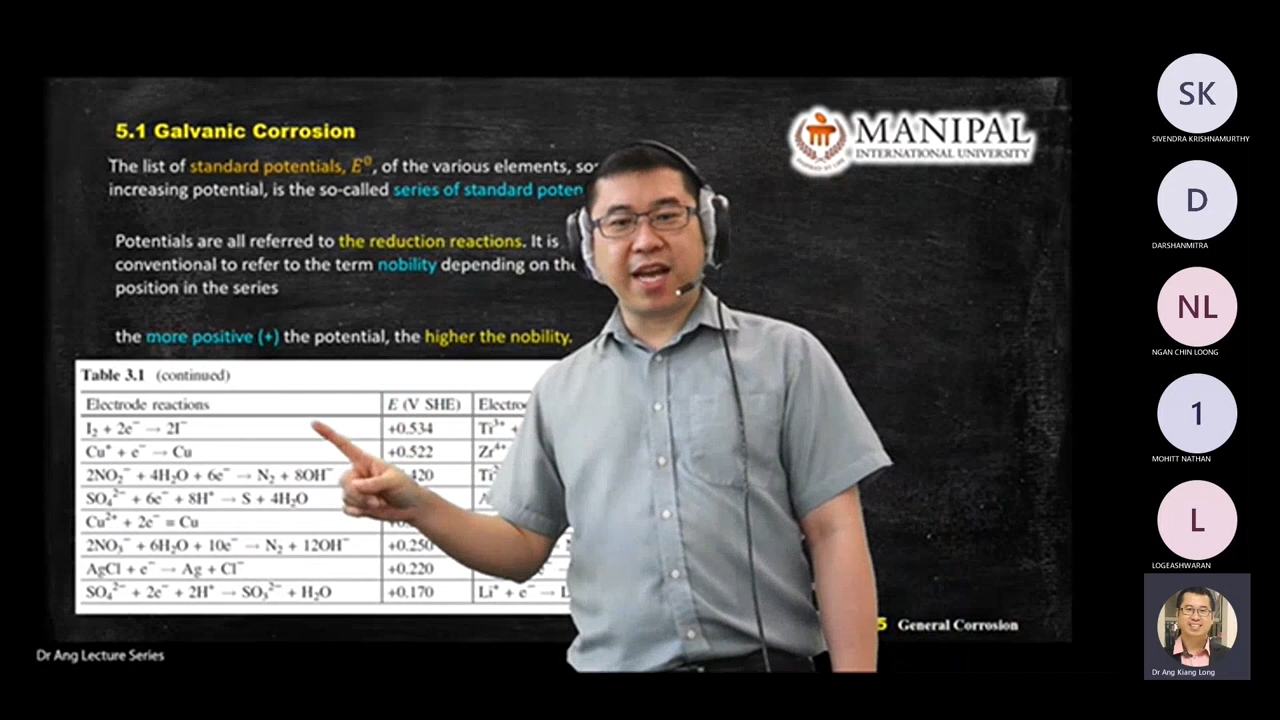 5.1 Galvanic Corrosion
The list of standard potentials, E⁰, of the various elements,
increasing potential, is the so-called series of standard
Potentials are all referred to the reduction reactions. It is
conventional to refer to the term nobility depending on the
position in the series
the more positive (+) the potential, the higher the nobility.
Table 3.1 (continued)
Electrode reactions E (V SHE)
I₂ + 2e⁻ → 2I⁻ +0.534
Cu⁺ + e⁻ → Cu +0.522
2NO₂⁻ + 4H₂O + 6e⁻ → N₂ + 8OH⁻
SO₄²⁻ + 6e⁻ + 8H⁺ → S + 4H₂O
Cu²⁺ + 2e⁻ = Cu
2NO₃⁻ + 6H₂O + 10e⁻ → N₂ + 12OH⁻ +0.250
AgCl + e⁻ → Ag + Cl⁻ +0.220
SO₄²⁻ + 2e⁻ + 2H⁺ → SO₃²⁻ + H₂O +0.170
Ti³⁺ +
Zr⁴⁺
Li⁺ + e⁻ →
MANIPAL
INTERNATIONAL UNIVERSITY
5 General Corrosion
Dr Ang Lecture Series
SK
SIVENDRA KRISHNAMURTHY
D
DARSHANMITRA
NL
NGAN CHIN LOONG
1
MOHITT NATHAN
L
LOGEASHWARAN
Dr Ang Kiang Long